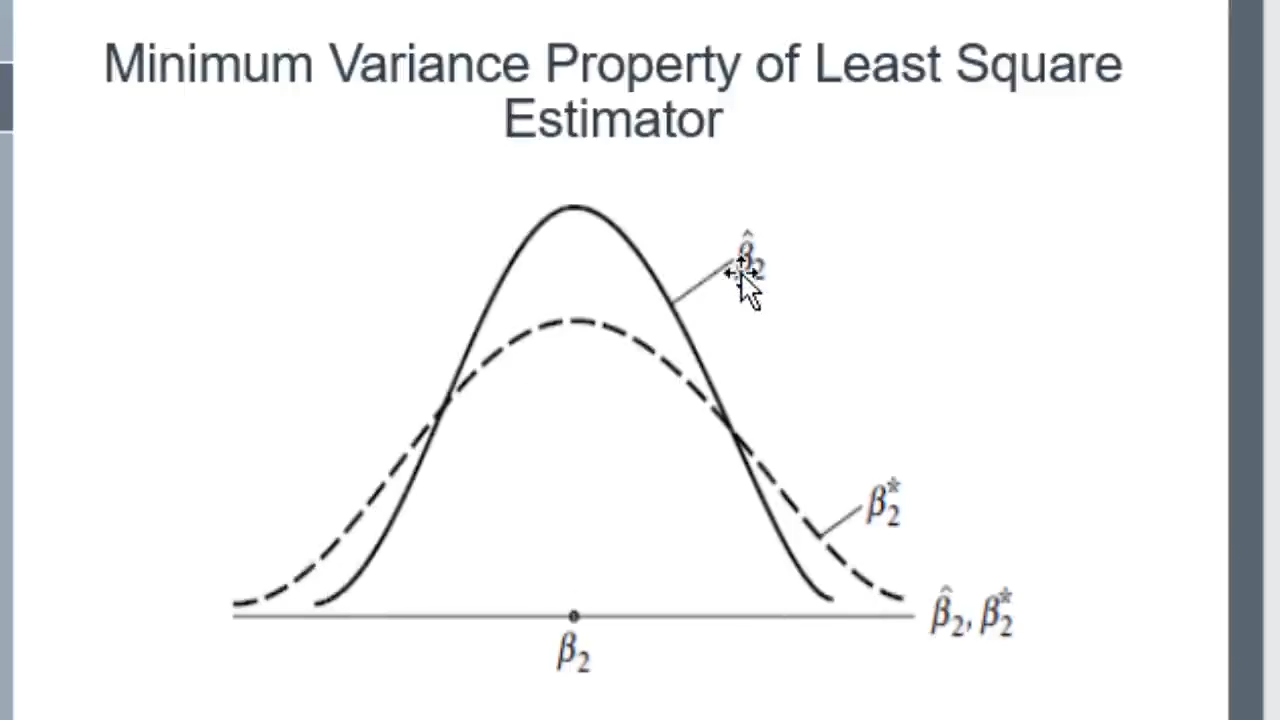 Minimum Variance Property of Least Square
Estimator
β̂₂
β₂*
β̂₂, β₂*
β₂